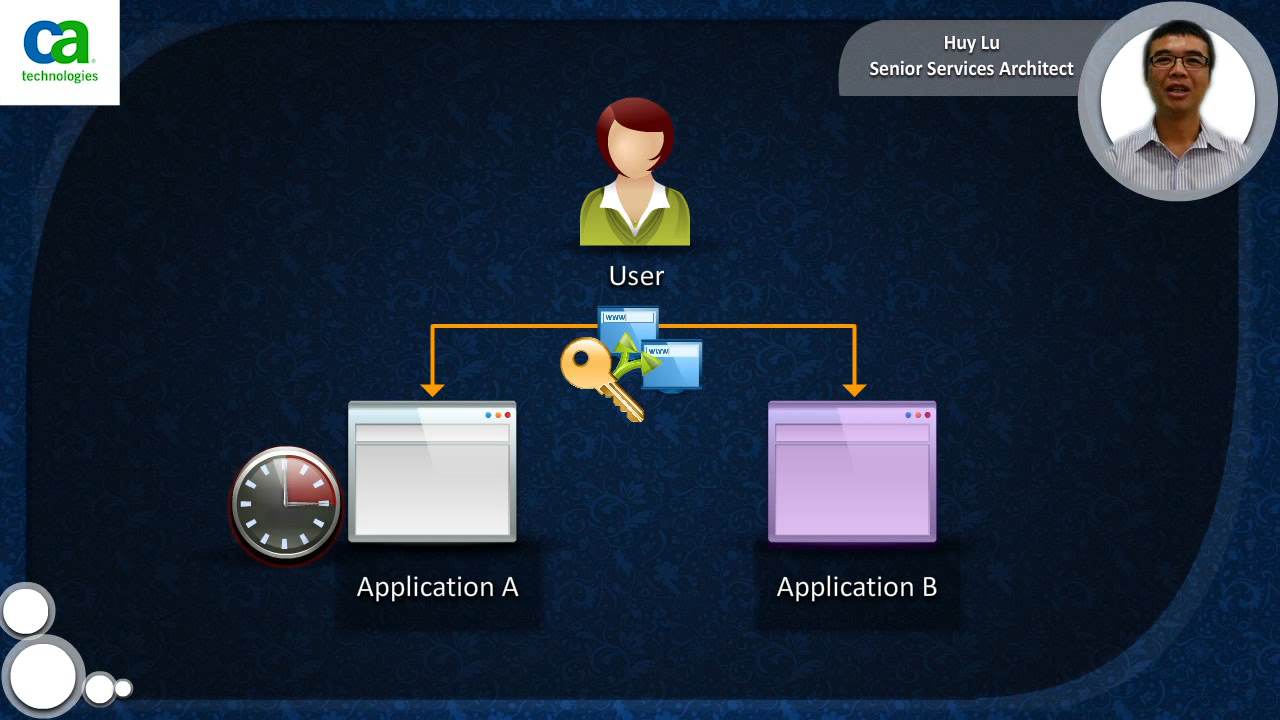 ca
technologies
Huy Lu
Senior Services Architect
User
www
www
Application A
Application B